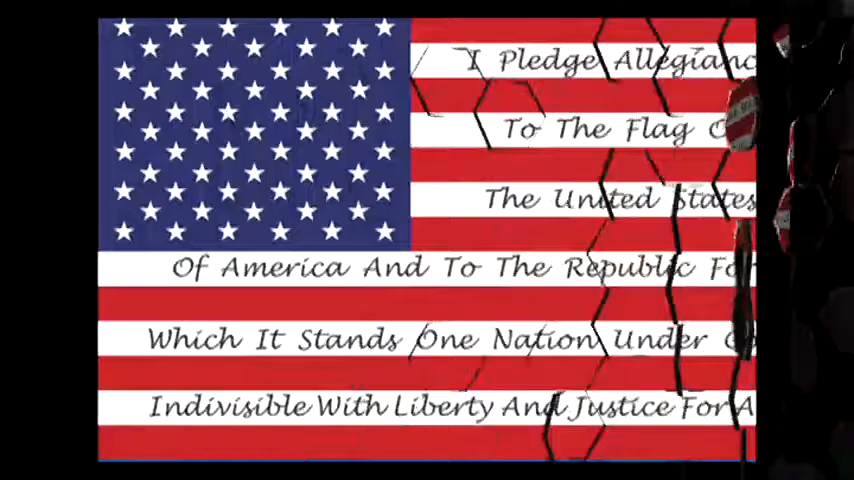 I Pledge Allegianc
To The Flag O
The United States
Of America And To The Republic Fo
Which It Stands One Nation Under
Indivisible With Liberty And Justice For A